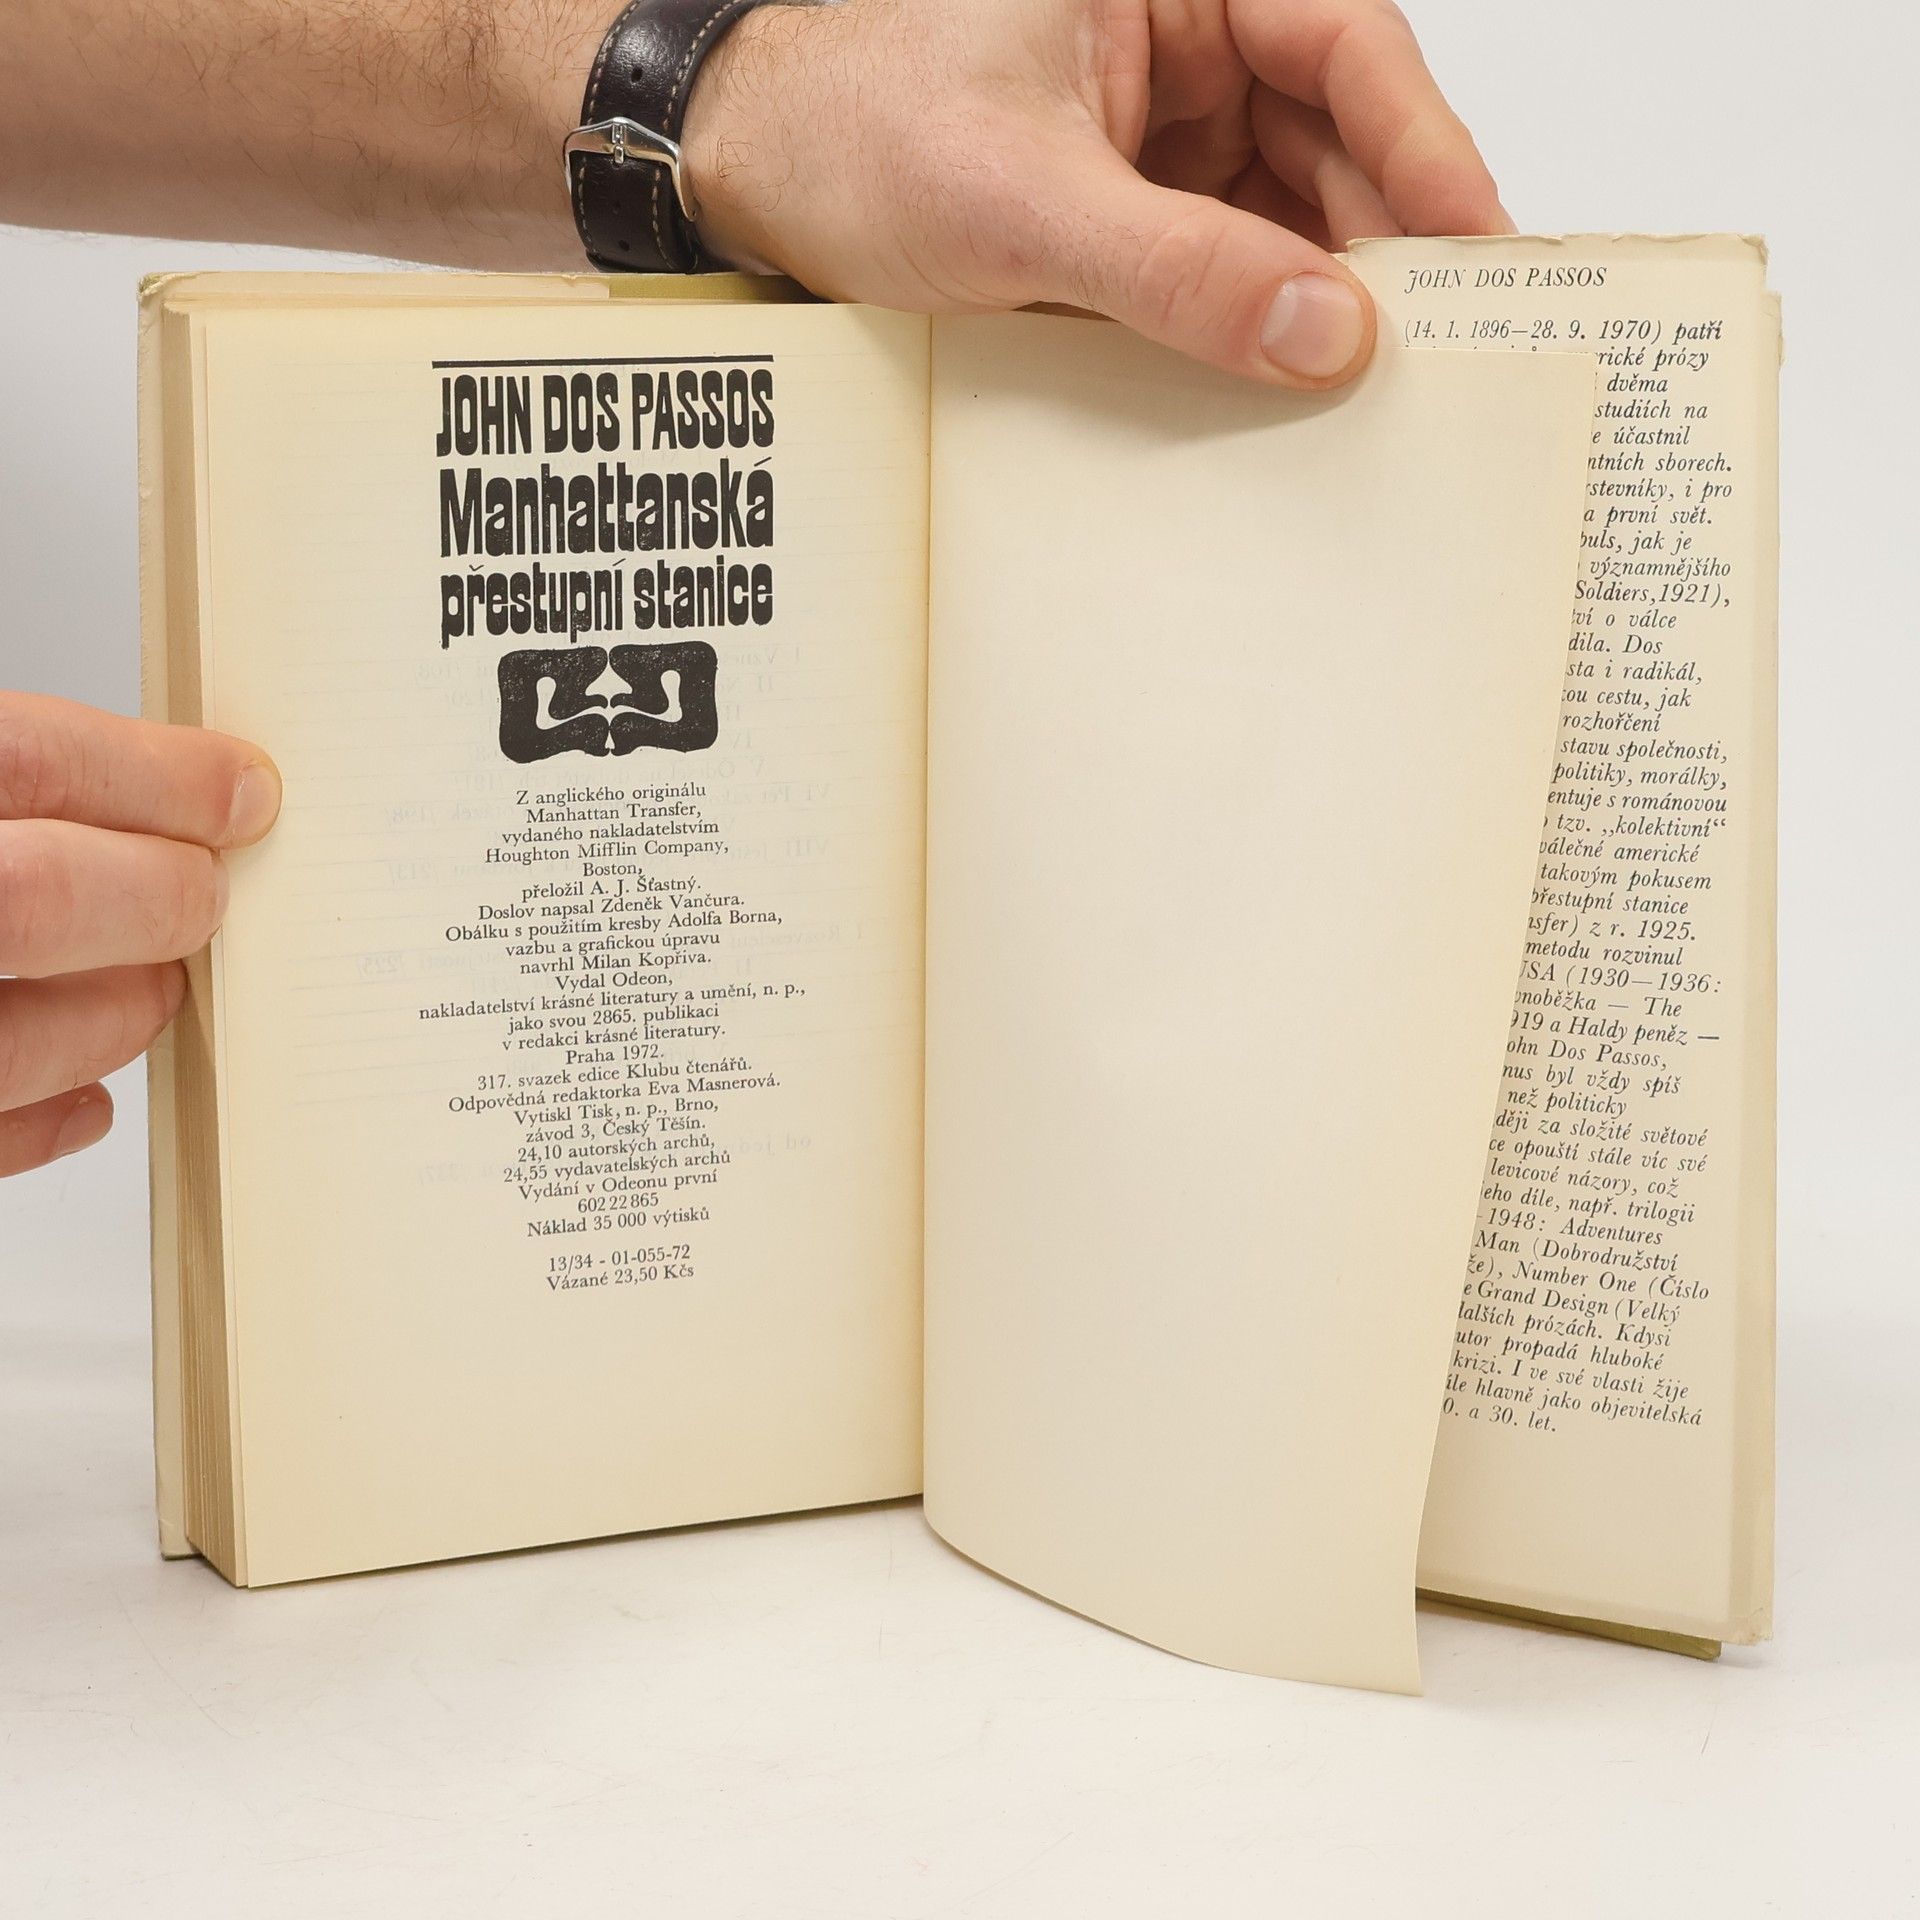 JOHN DOS PASSOS
Manhattanská
přestupní stanice
Z anglického originálu
Manhattan Transfer,
vydaného nakladatelstvím
Houghton Mifflin Company,
Boston,
přeložil A. J. Šťastný.
Doslov napsal Zdeněk Vančura.
Obálku s použitím kresby Adolfa Borna,
vazbu a grafickou úpravu
navrhl Milan Kopřiva.
Vydal Odeon,
nakladatelství krásné literatury a umění, n. p.,
jako svou 2865. publikaci
v redakci krásné literatury.
Praha 1972.
317. svazek edice Klubu čtenářů.
Odpovědná redaktorka Eva Masnerová.
Vytiskl Tisk, n. p., Brno,
závod 3, Český Těšín.
24,10 autorských archů,
24,55 vydavatelských archů
Vydání v Odeonu první
602 22 865
Náklad 35 000 výtisků
13/34 - 01-055-72
Vázané 23,50 Kčs
JOHN DOS PASSOS
(14. 1. 1896—28. 9. 1970) patří
prózy
dvěma
studiích na
účastnil
sborech.
i pro
a první svět.
puls, jak je
významnějšího
Soldiers, 1921),
o válce
Dos
i radikál,
cestu, jak
rozhořčení
stavu společnosti,
politiky, morálky,
s románovou
tzv. „kolektivní“
americké
takovým pokusem
přestupní stanice
z r. 1925.
metodu rozvinul
USA (1930—1936:
— The
1919 a Haldy peněz —
John Dos Passos,
byl vždy spíš
než politicky
za složité světové
opouští stále víc své
levicové názory, což
jeho díle, např. trilogii
—1948: Adventures
Man (Dobrodružství
Number One (Číslo
Grand Design (Velký
dalších prózách. Kdysi
autor propadá hluboké
krizi. I ve své vlasti žije
hlavně jako objevitelská
a 30. let.